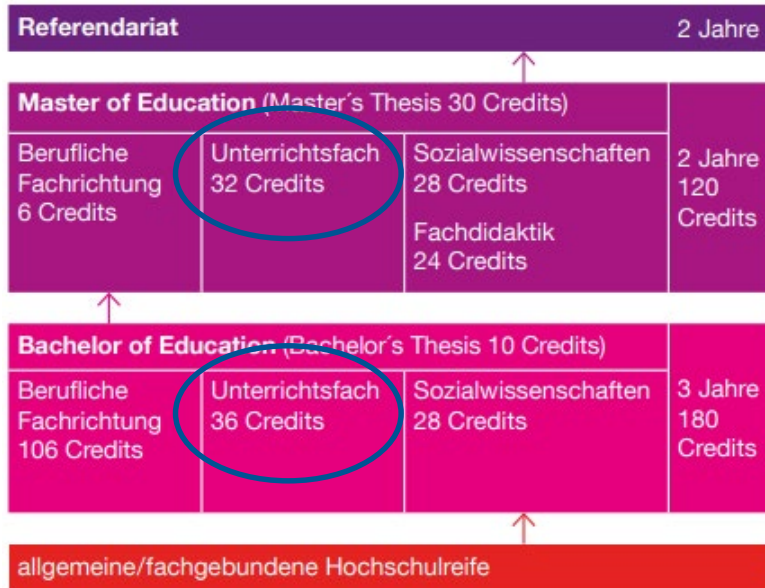 Referendariat 2 Jahre
Master of Education (Master´s Thesis 30 Credits)
Berufliche
Fachrichtung
6 Credits
Unterrichtsfach
32 Credits
Sozialwissenschaften
28 Credits
Fachdidaktik
24 Credits
2 Jahre
120
Credits
Bachelor of Education (Bachelor´s Thesis 10 Credits)
Berufliche
Fachrichtung
106 Credits
Unterrichtsfach
36 Credits
Sozialwissenschaften
28 Credits
3 Jahre
180
Credits
allgemeine/fachgebundene Hochschulreife